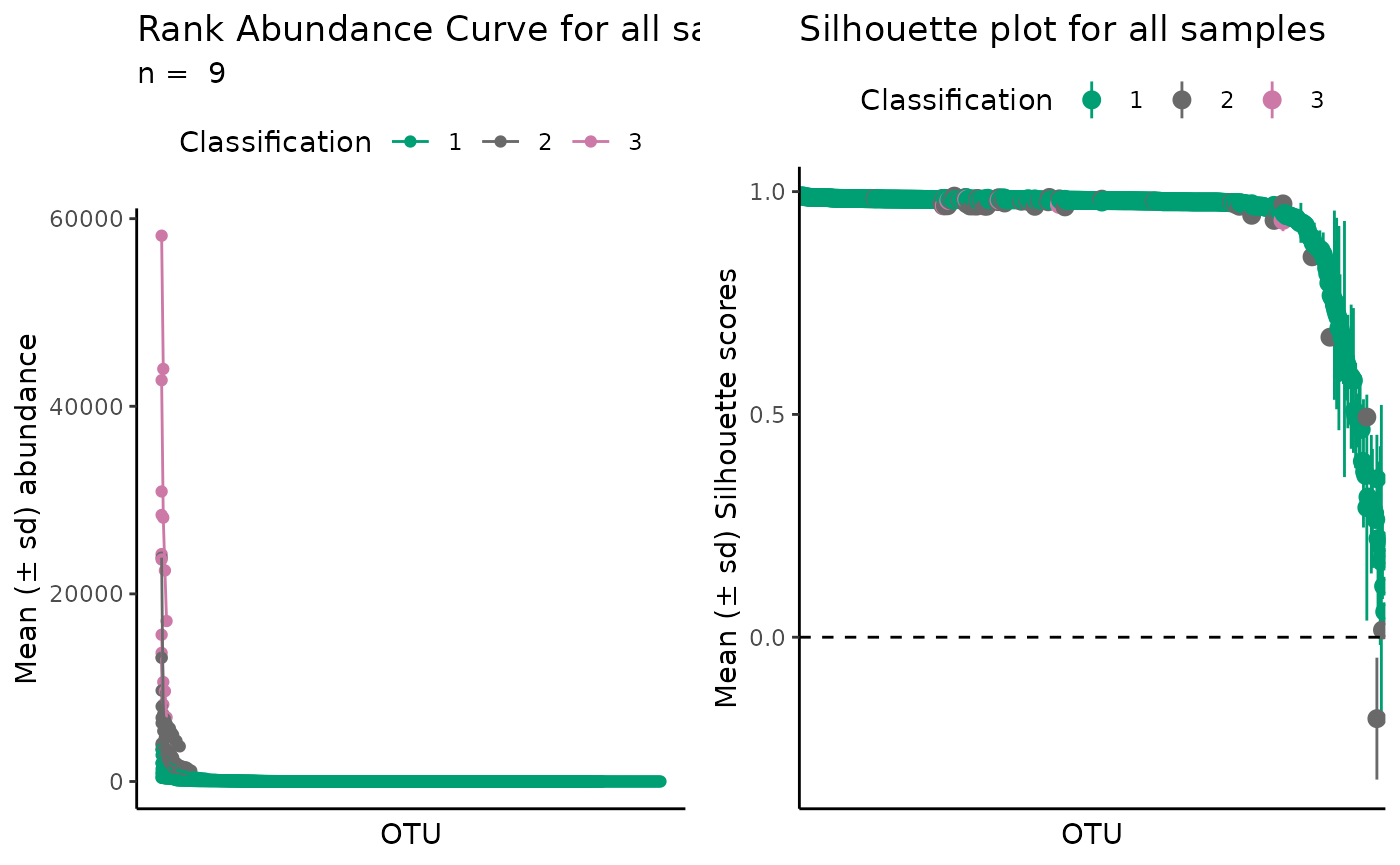 Rank Abundance Curve for all sa
n = 9
Classification 1 2 3
60000
40000
20000
0
Mean (± sd) abundance
OTU
Silhouette plot for all samples
Classification 1 2 3
1.0
0.5
0.0
Mean (± sd) Silhouette scores
OTU